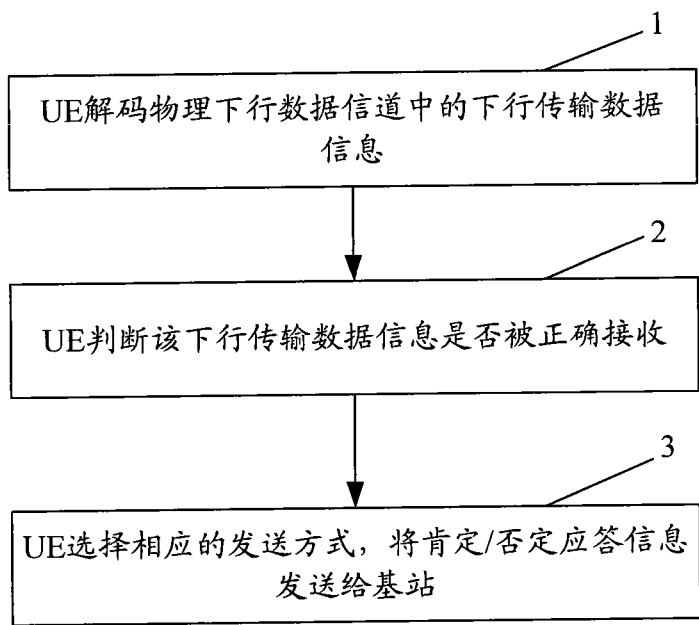 1
UE解码物理下行数据信道中的下行传输数据
信息
2
UE判断该下行传输数据信息是否被正确接收
3
UE选择相应的发送方式，将肯定/否定应答信息
发送给基站